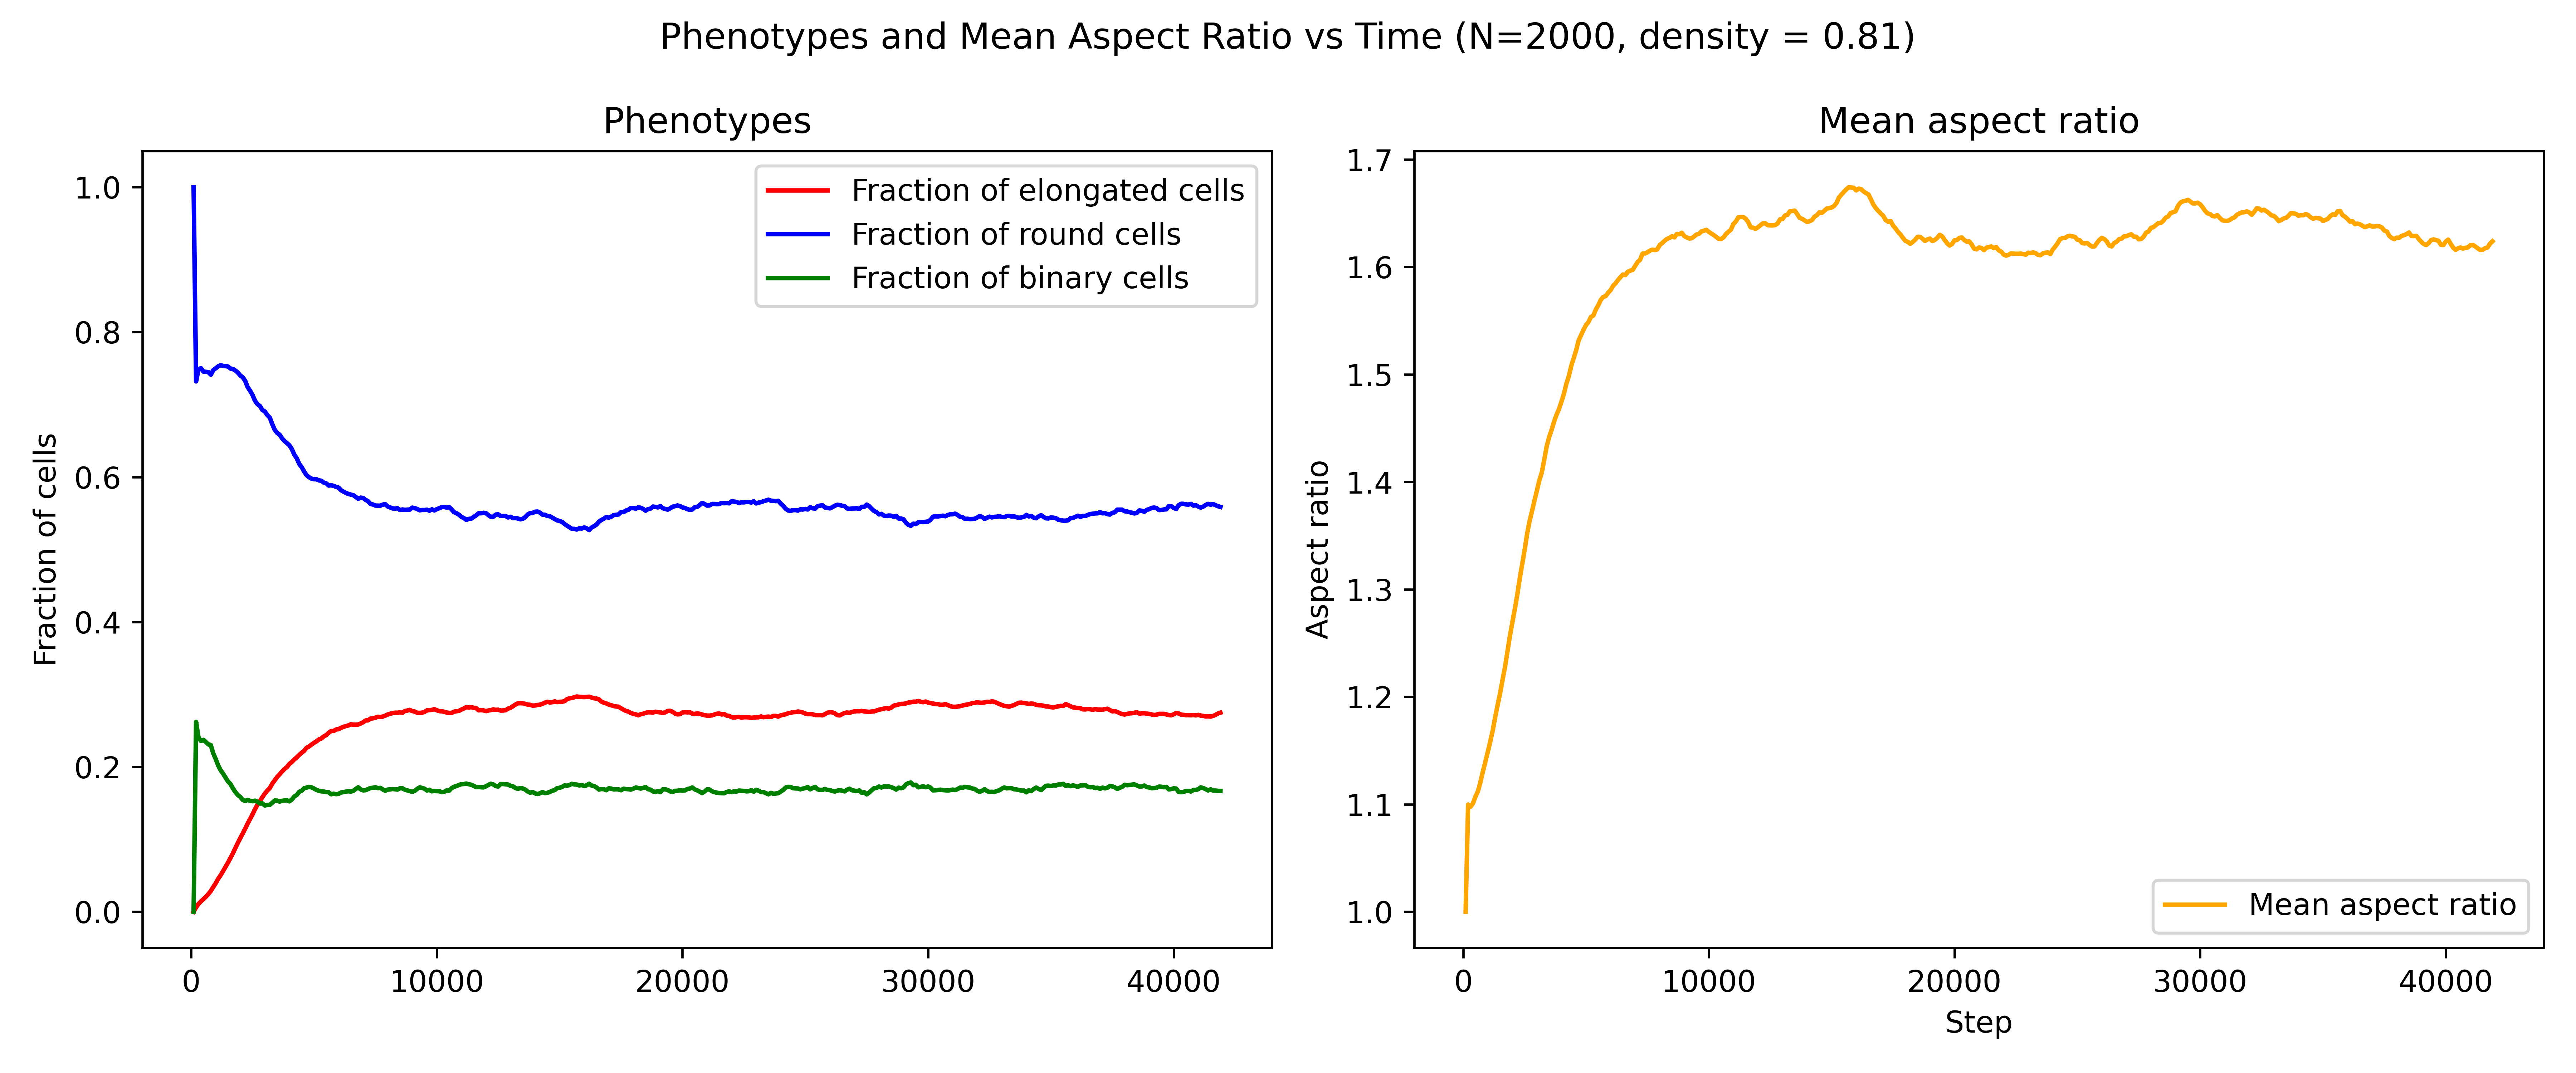 Phenotypes and Mean Aspect Ratio vs Time (N=2000, density = 0.81)
Phenotypes
Fraction of cells
1.0
0.8
0.6
0.4
0.2
0.0
Fraction of elongated cells
Fraction of round cells
Fraction of binary cells
0
10000
20000
30000
40000
Mean aspect ratio
Aspect ratio
1.7
1.6
1.5
1.4
1.3
1.2
1.1
1.0
Mean aspect ratio
0
10000
20000
30000
40000
Step